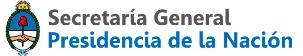 Secretaría General
Presidencia de la Nación